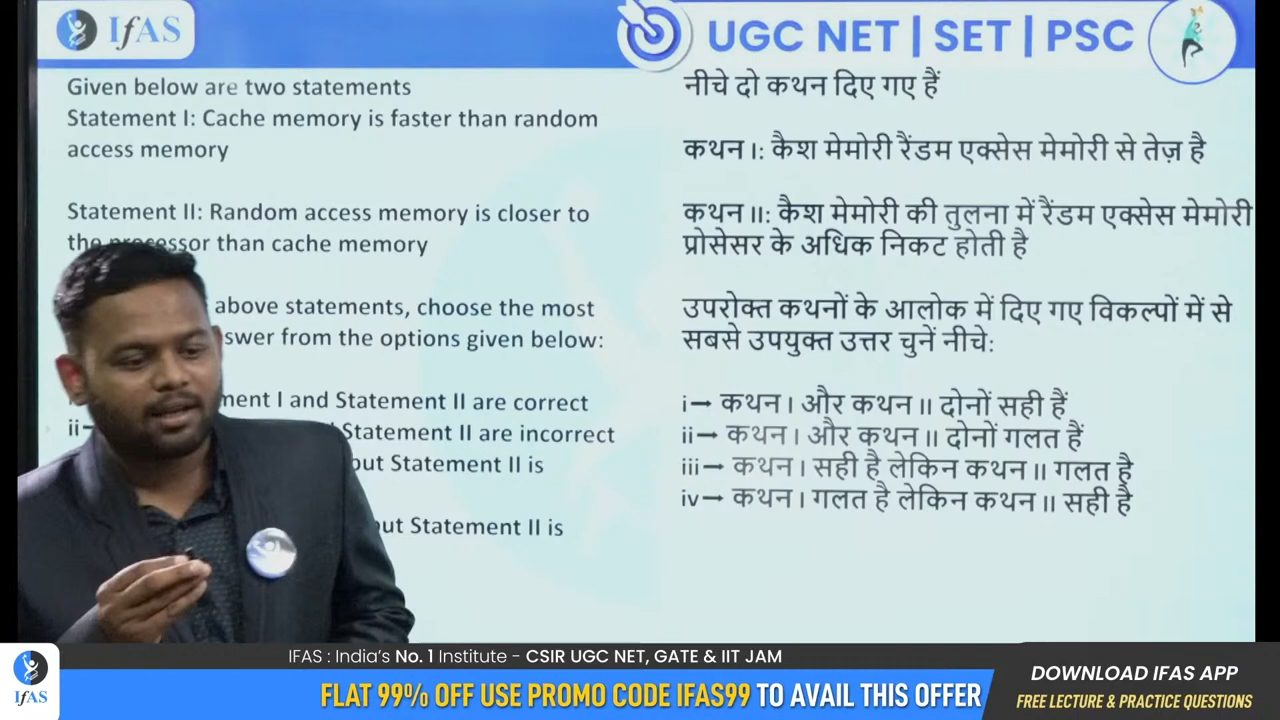 IfAS
UGC NET | SET | PSC
Given below are two statements
Statement I: Cache memory is faster than random
access memory
Statement II: Random access memory is closer to
the processor than cache memory
above statements, choose the most
swer from the options given below:
ment I and Statement II are correct
ii→ Statement II are incorrect
but Statement II is
but Statement II is
नीचे दो कथन दिए गए हैं
कथन I: कैश मेमोरी रैंडम एक्सेस मेमोरी से तेज़ है
कथन II: कैश मेमोरी की तुलना में रैंडम एक्सेस मेमोरी
प्रोसेसर के अधिक निकट होती है
उपरोक्त कथनों के आलोक में दिए गए विकल्पों में से
सबसे उपयुक्त उत्तर चुनें नीचे:
i→ कथन I और कथन II दोनों सही हैं
ii→ कथन I और कथन II दोनों गलत हैं
iii→ कथन I सही है लेकिन कथन II गलत है
iv→ कथन I गलत है लेकिन कथन II सही है
IFAS : India's No. 1 Institute - CSIR UGC NET, GATE & IIT JAM
IfAS
FLAT 99% OFF USE PROMO CODE IFAS99 TO AVAIL THIS OFFER
DOWNLOAD IFAS APP
FREE LECTURE & PRACTICE QUESTIONS